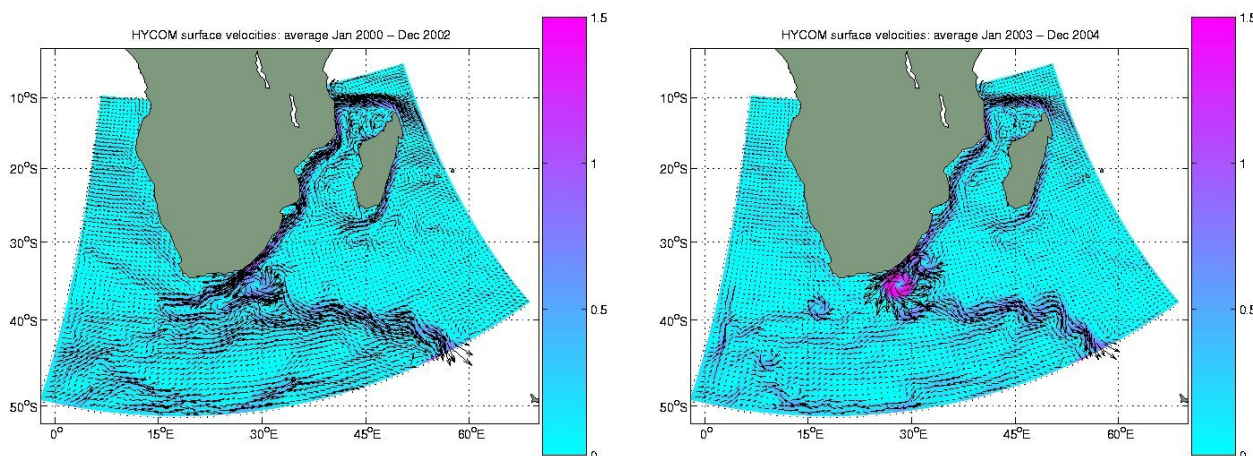 HYCOM surface velocities: average Jan 2000 – Dec 2002
10°S
20°S
30°S
40°S
50°S
0°
15°E
30°E
45°E
60°E
1.5
1
0.5
0
HYCOM surface velocities: average Jan 2003 – Dec 2004
10°S
20°S
30°S
40°S
50°S
0°
15°E
30°E
45°E
60°E
1.5
1
0.5
0